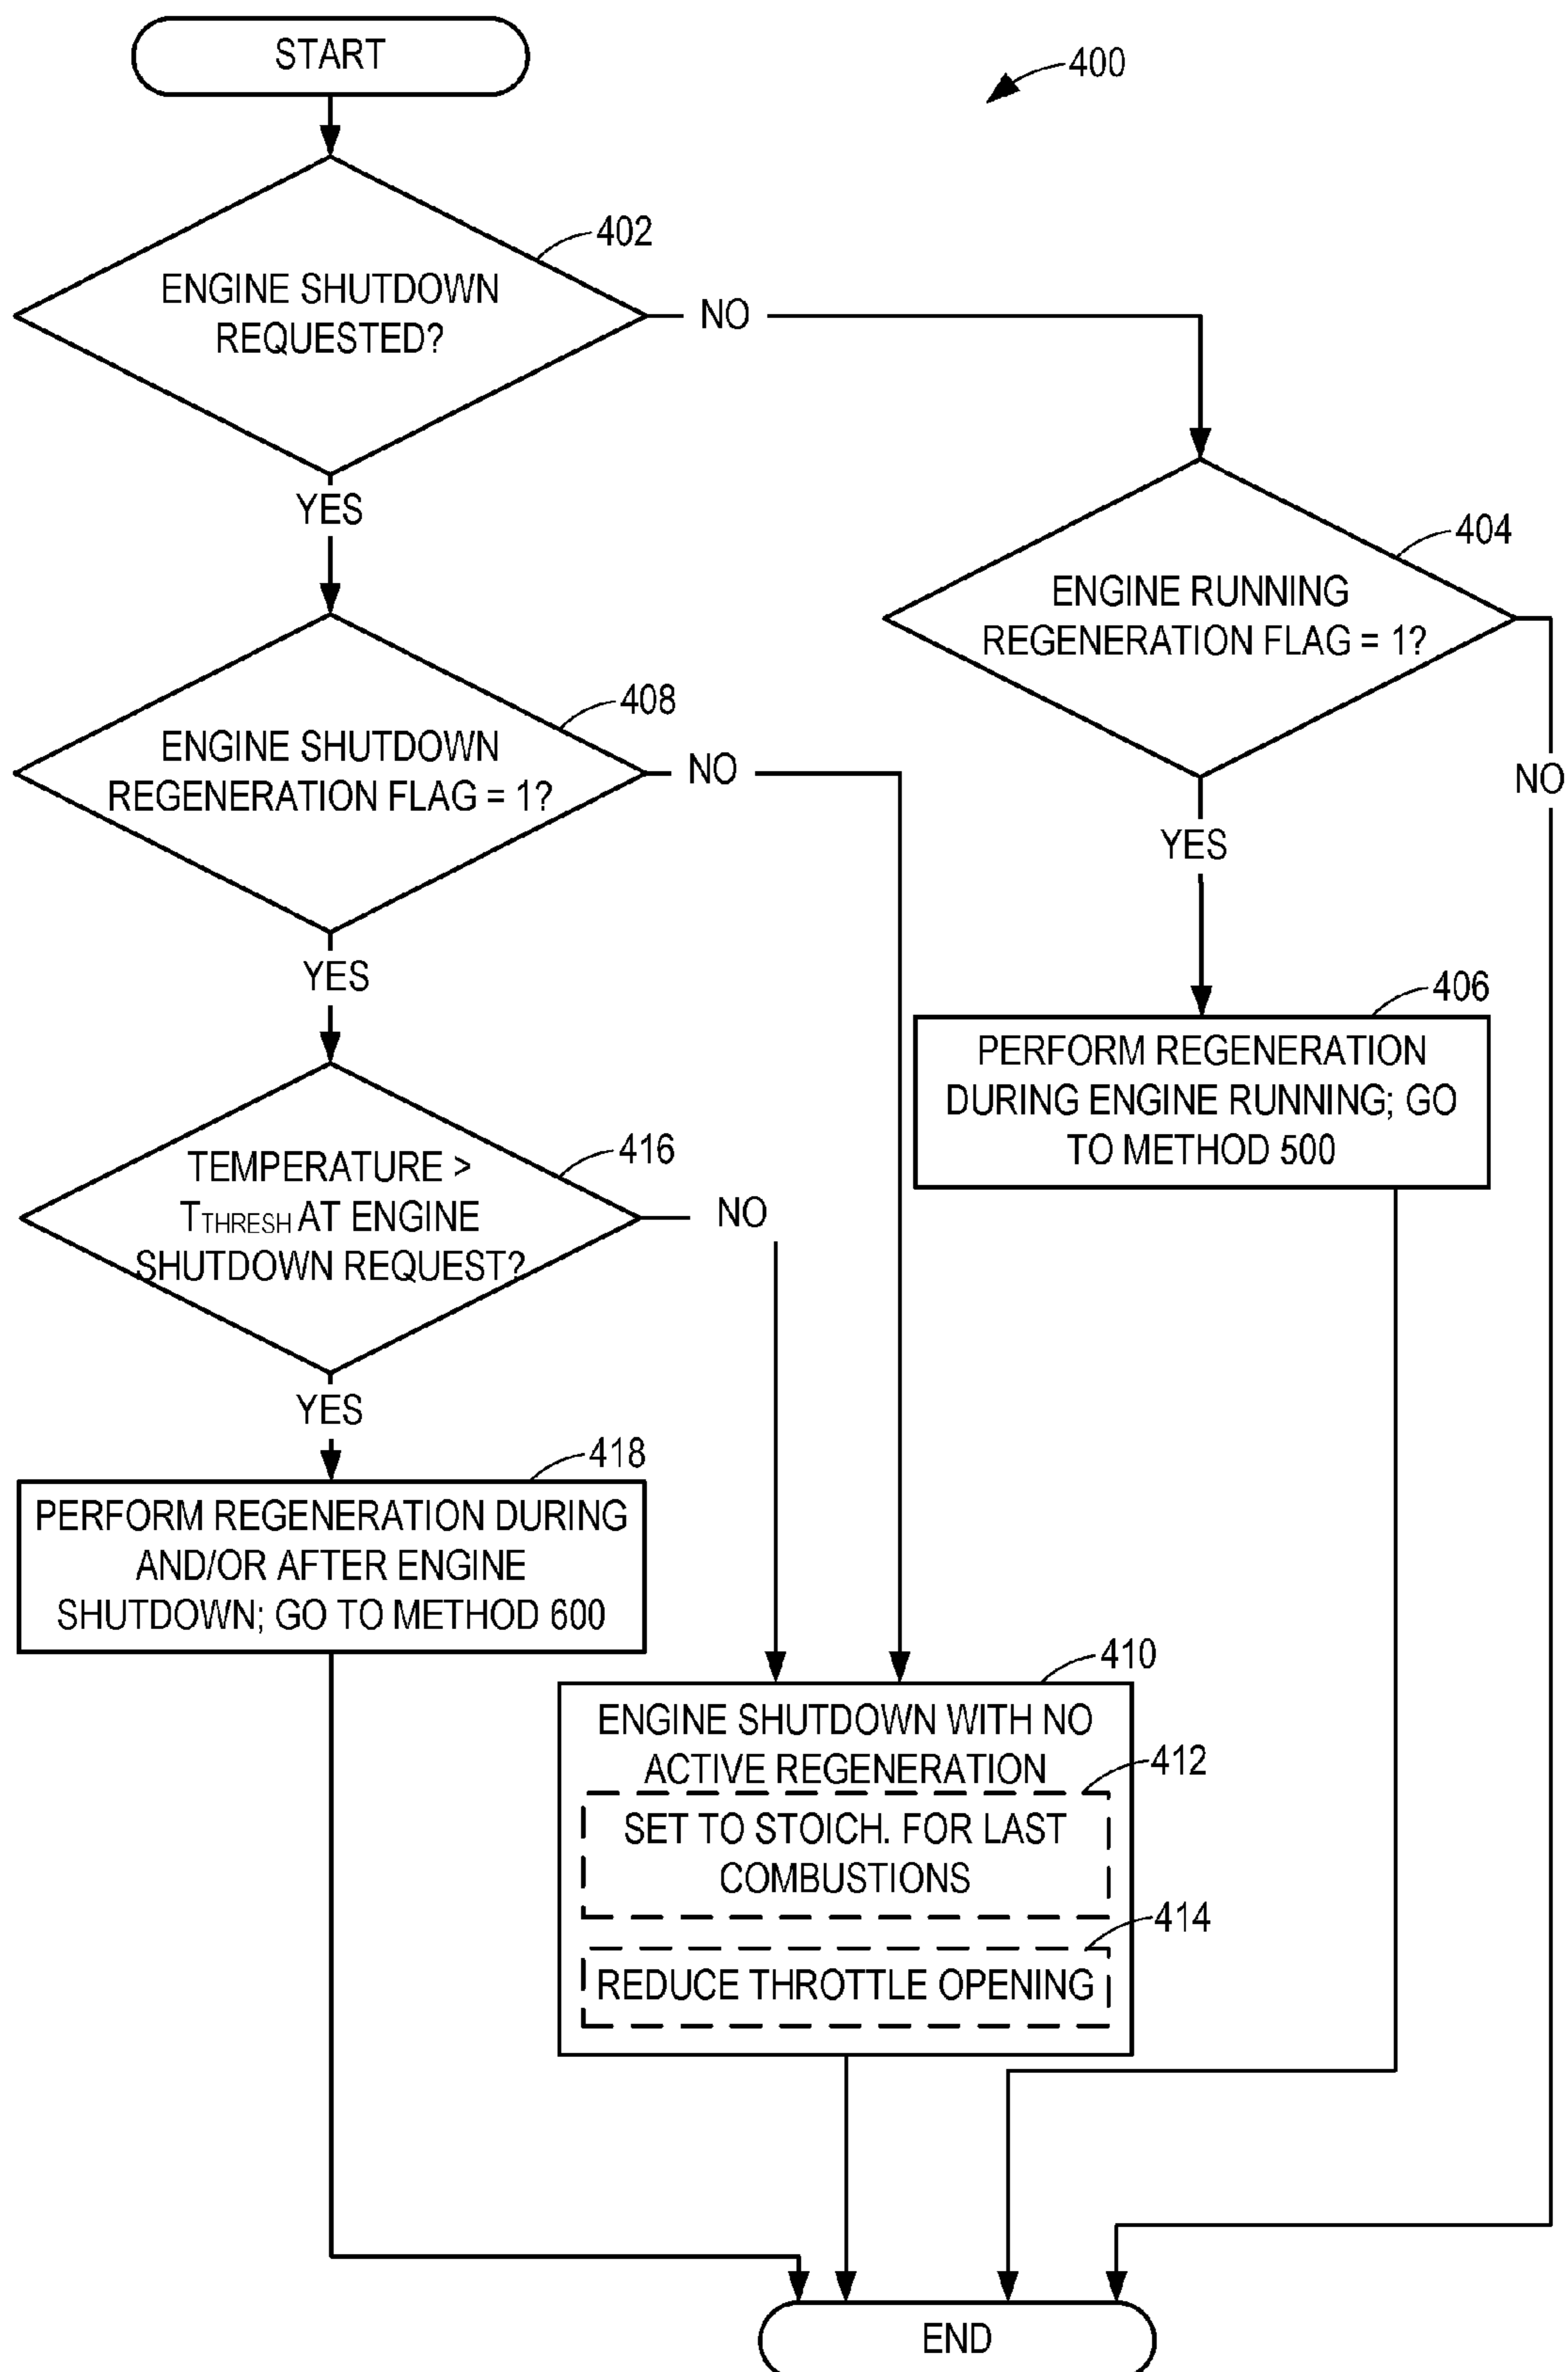 START
400
402
ENGINE SHUTDOWN
REQUESTED?
NO
YES
404
ENGINE RUNNING
REGENERATION FLAG = 1?
NO
YES
408
ENGINE SHUTDOWN
REGENERATION FLAG = 1?
NO
YES
406
PERFORM REGENERATION
DURING ENGINE RUNNING; GO
TO METHOD 500
416
TEMPERATURE >
TTHRESH AT ENGINE
SHUTDOWN REQUEST?
NO
YES
418
PERFORM REGENERATION DURING
AND/OR AFTER ENGINE
SHUTDOWN; GO TO METHOD 600
410
ENGINE SHUTDOWN WITH NO
ACTIVE REGENERATION
412
SET TO STOICH. FOR LAST
COMBUSTIONS
414
REDUCE THROTTLE OPENING
END